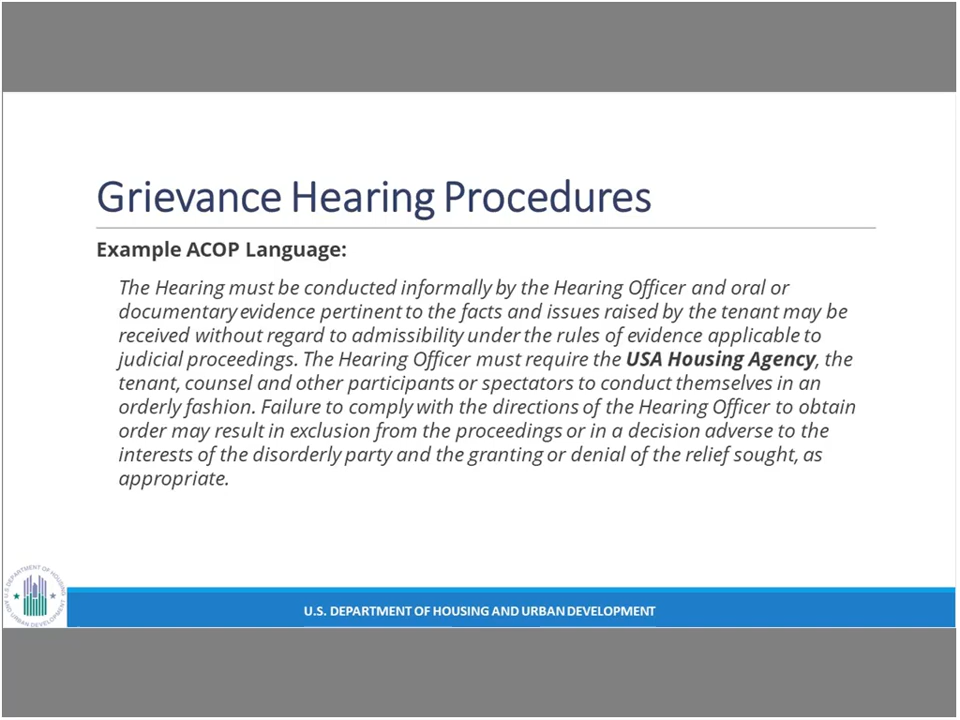 Grievance Hearing Procedures
Example ACOP Language:
The Hearing must be conducted informally by the Hearing Officer and oral or
documentary evidence pertinent to the facts and issues raised by the tenant may be
received without regard to admissibility under the rules of evidence applicable to
judicial proceedings. The Hearing Officer must require the USA Housing Agency, the
tenant, counsel and other participants or spectators to conduct themselves in an
orderly fashion. Failure to comply with the directions of the Hearing Officer to obtain
order may result in exclusion from the proceedings or in a decision adverse to the
interests of the disorderly party and the granting or denial of the relief sought, as
appropriate.
U.S. DEPARTMENT OF HOUSING AND URBAN DEVELOPMENT
U.S. DEPARTMENT OF HOUSING AND URBAN DEVELOPMENT